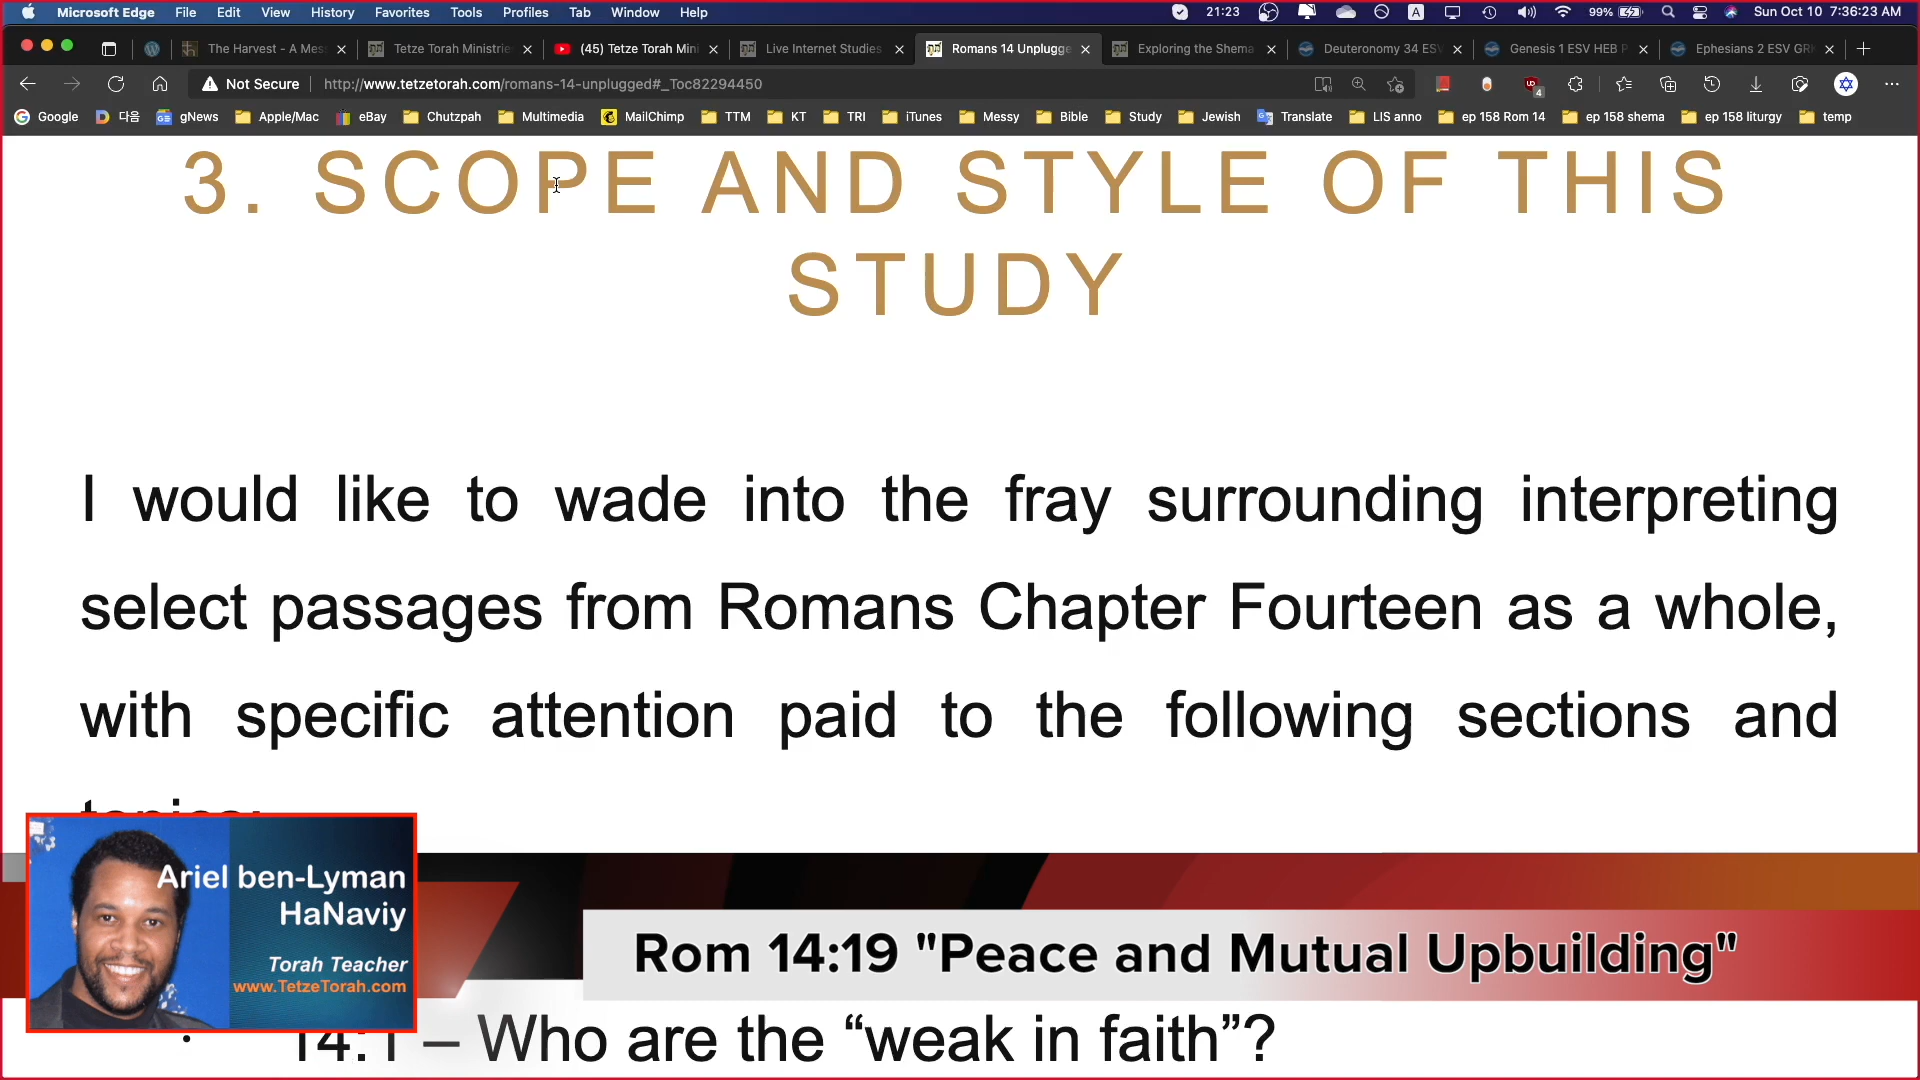 Microsoft Edge File Edit View History Favorites Tools Profiles Tab Window Help 21:23 A 99% Sun Oct 10 7:36:23 AM
The Harvest - A Mes Tetze Torah Ministrie (45) Tetze Torah Mini Live Internet Studies Romans 14 Unplugge Exploring the Shema Deuteronomy 34 ESV Genesis 1 ESV HEB P Ephesians 2 ESV GR
Not Secure http://www.tetzetorah.com/romans-14-unplugged#_Toc82294450 4
Google 다음 gNews Apple/Mac eBay Chutzpah Multimedia MailChimp TTM KT TRI iTunes Messy Bible Study Jewish Translate LIS anno ep 158 Rom 14 ep 158 shema ep 158 liturgy temp
3. SCOPE AND STYLE OF THIS
STUDY
I would like to wade into the fray surrounding interpreting
select passages from Romans Chapter Fourteen as a whole,
with specific attention paid to the following sections and
topics:
Ariel ben-Lyman
HaNaviy
Torah Teacher
www.TetzeTorah.com
Rom 14:19 "Peace and Mutual Upbuilding"
14:1 – Who are the “weak in faith”?